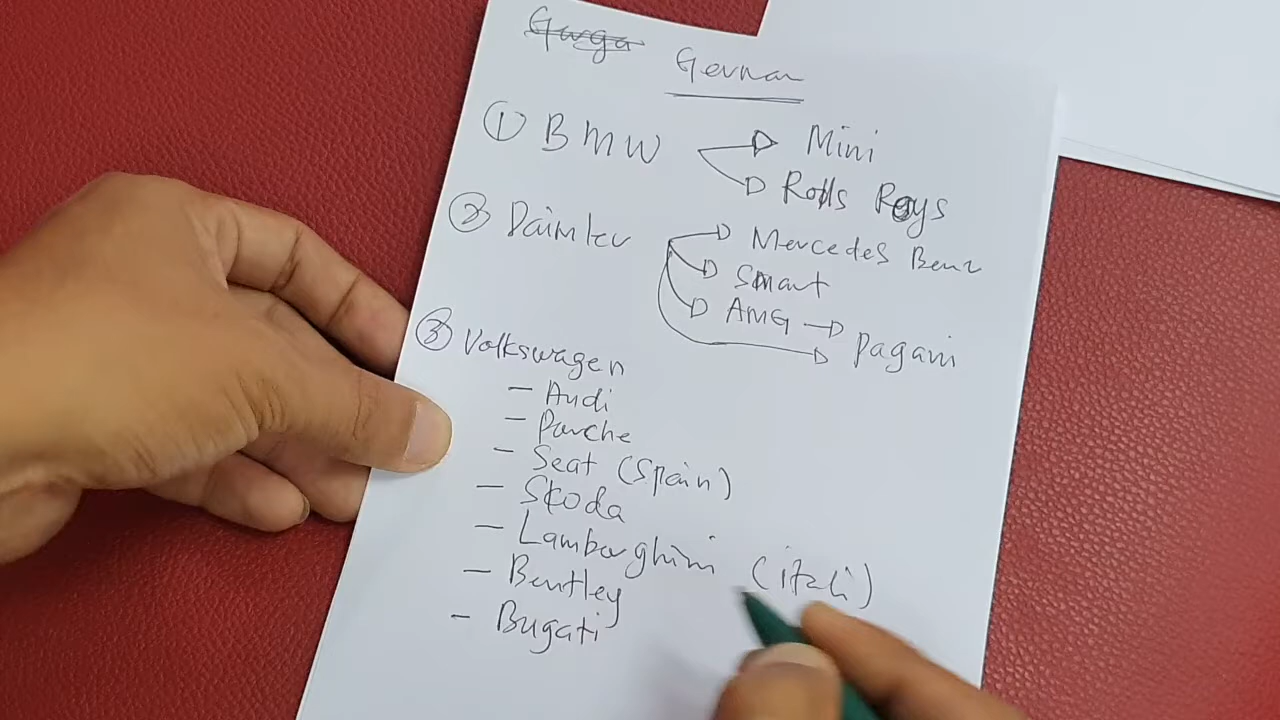 German
① BMW → Mini
→ Rolls Roys
② Daimler → Mercedes Benz
→ Smart
→ AMG → Pagani
③ Volkswagen
- Audi
- Porche
- Seat (Spain)
- Skoda
- Lamborghini (itali)
- Bentley
- Bugati